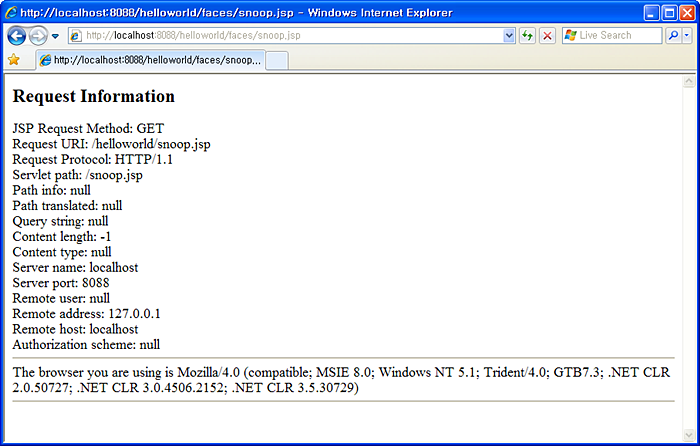 http://localhost:8088/helloworld/faces/snoop.jsp - Windows Internet Explorer
http://localhost:8088/helloworld/faces/snoop.jsp
Live Search
http://localhost:8088/helloworld/faces/snoop,,,
Request Information
JSP Request Method: GET
Request URI: /helloworld/snoop.jsp
Request Protocol: HTTP/1.1
Servlet path: /snoop.jsp
Path info: null
Path translated: null
Query string: null
Content length: -1
Content type: null
Server name: localhost
Server port: 8088
Remote user: null
Remote address: 127.0.0.1
Remote host: localhost
Authorization scheme: null
The browser you are using is Mozilla/4.0 (compatible; MSIE 8.0; Windows NT 5.1; Trident/4.0; GTB7.3; .NET CLR
2.0.50727; .NET CLR 3.0.4506.2152; .NET CLR 3.5.30729)